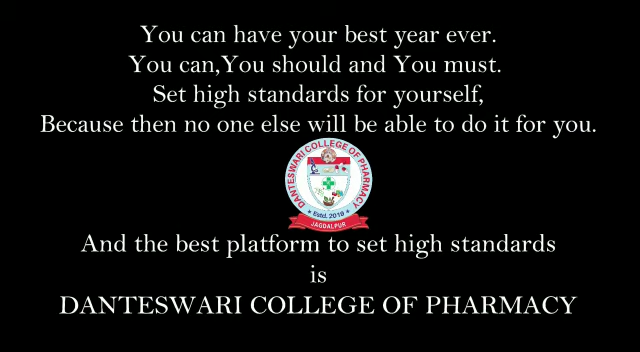 You can have your best year ever.
You can,You should and You must.
Set high standards for yourself,
Because then no one else will be able to do it for you.
DANTESWARI COLLEGE OF PHARMACY
Estd. 2018
JAGDALPUR
And the best platform to set high standards
is
DANTESWARI COLLEGE OF PHARMACY